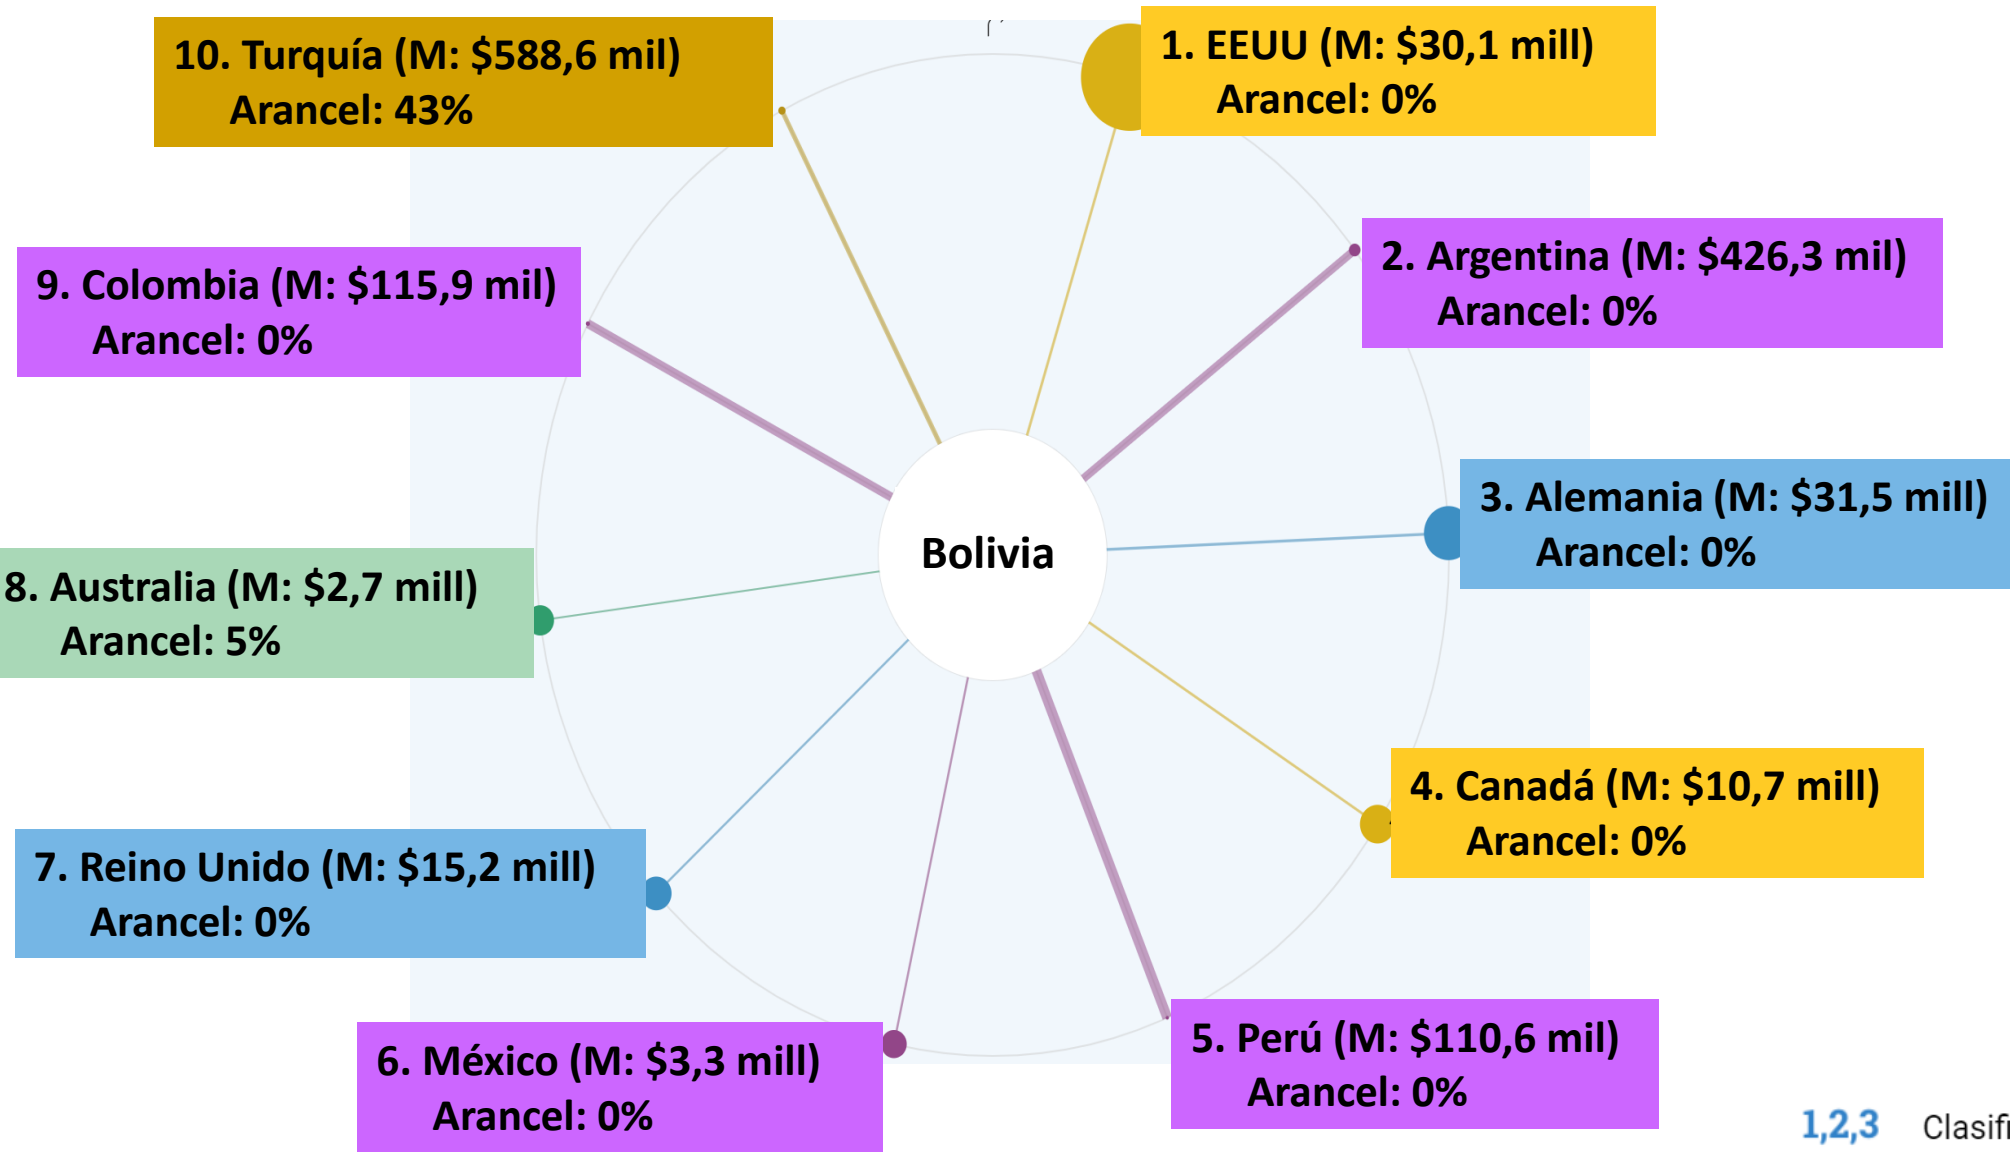 10. Turquía (M: $588,6 mil)
Arancel: 43%
1. EEUU (M: $30,1 mill)
Arancel: 0%
9. Colombia (M: $115,9 mil)
Arancel: 0%
2. Argentina (M: $426,3 mil)
Arancel: 0%
3. Alemania (M: $31,5 mill)
Arancel: 0%
Bolivia
8. Australia (M: $2,7 mill)
Arancel: 5%
4. Canadá (M: $10,7 mill)
Arancel: 0%
7. Reino Unido (M: $15,2 mill)
Arancel: 0%
6. México (M: $3,3 mill)
Arancel: 0%
5. Perú (M: $110,6 mil)
Arancel: 0%
1,2,3